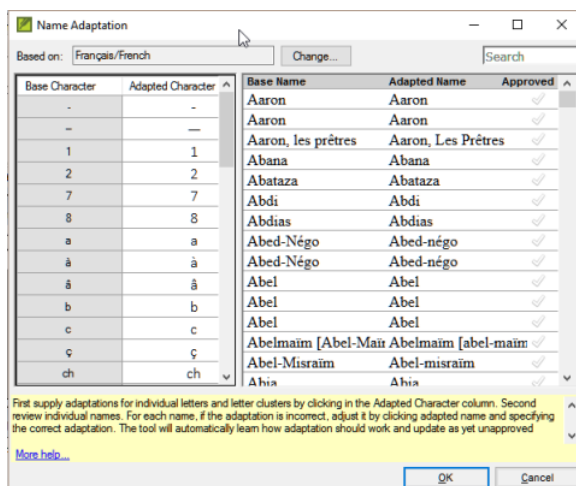 Name Adaptation
Based on: Français/French Change... Search
Base Character Adapted Character
- -
– —
1 1
2 2
7 7
8 8
a a
à à
â â
b b
c c
ç ç
ch ch
Base Name Adapted Name Approved
Aaron Aaron
Aaron Aaron
Aaron, les prêtres Aaron, Les Prêtres
Abana Abana
Abataza Abataza
Abdi Abdi
Abdias Abdias
Abed-Négo Abed-négo
Abed-Négo Abed-négo
Abel Abel
Abel Abel
Abel Abel
Abelmaïm [Abel-Maïm Abelmaïm [abel-maïm
Abel-Misraïm Abel-misraïm
Abia Abia
First supply adaptations for individual letters and letter clusters by clicking in the Adapted Character column. Second
review individual names. For each name, if the adaptation is incorrect, adjust it by clicking adapted name and specifying
the correct adaptation. The tool will automatically learn how adaptation should work and update as yet unapproved
More help...
OK Cancel